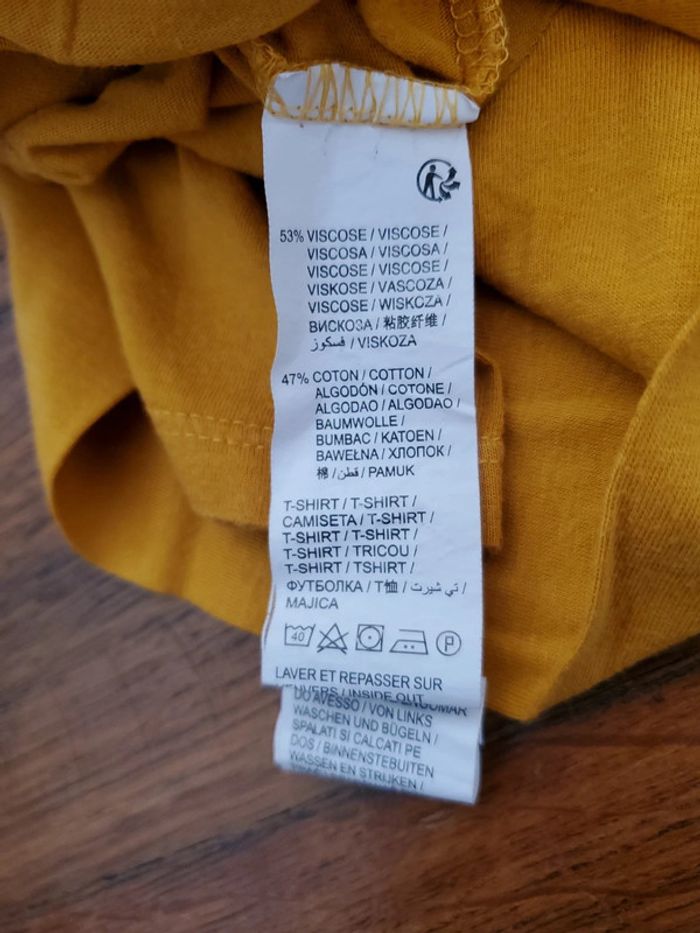 53% VISCOSE / VISCOSE /
VISCOSA / VISCOSA /
VISCOSE / VISCOSE /
VISKOSE / VASCOZA /
VISCOSE / WISKOZA /
ВИСКОЗА / 粘胶纤维 /
فسكوز / VISKOZA
47% COTON / COTTON /
ALGODÓN / COTONE /
ALGODAO / ALGODAO /
BAUMWOLLE /
BUMBAC / KATOEN /
BAWEŁNA / ХЛОПОК /
棉 / قطن / PAMUK
T-SHIRT / T-SHIRT /
CAMISETA / T-SHIRT /
T-SHIRT / T-SHIRT /
T-SHIRT / TRICOU /
T-SHIRT / TSHIRT /
ФУТБОЛКА / T恤 / تي شيرت /
MAJICA
40
P
LAVER ET REPASSER SUR
INSIDE OUT
DO AVESSO / VON LINKS
WASCHEN UND BÜGELN /
SPALATI SI CALCATI PE
DOS / BINNENSTEBUITEN
WASSEN EN STRIJKEN /